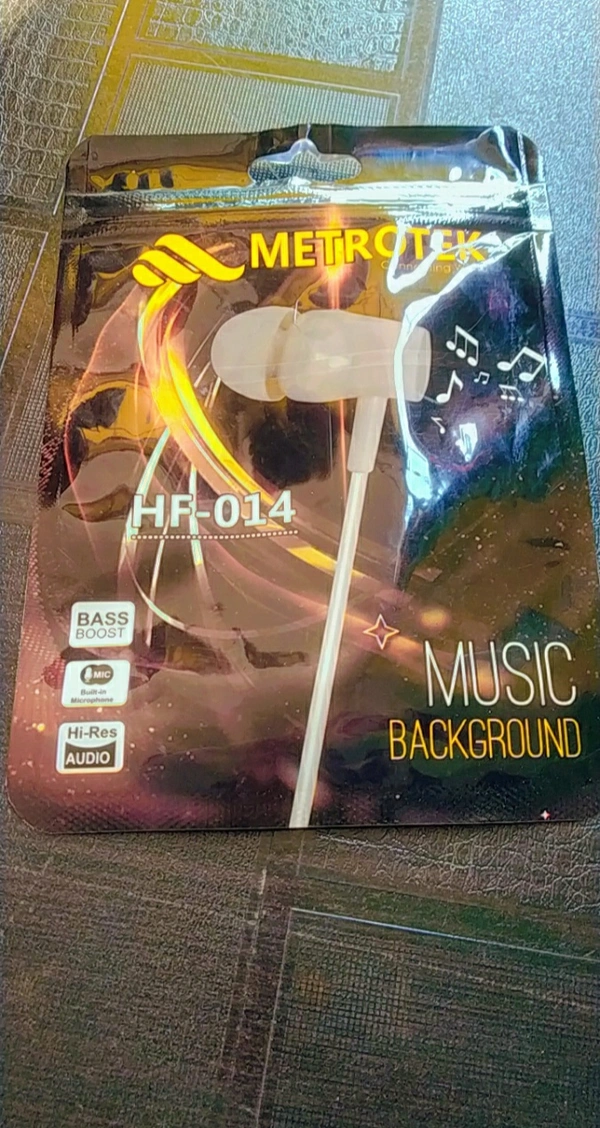 METROTEK
HF-014
BASS
BOOST
MIC
Built-in
Microphone
Hi-Res
AUDIO
MUSIC
BACKGROUND